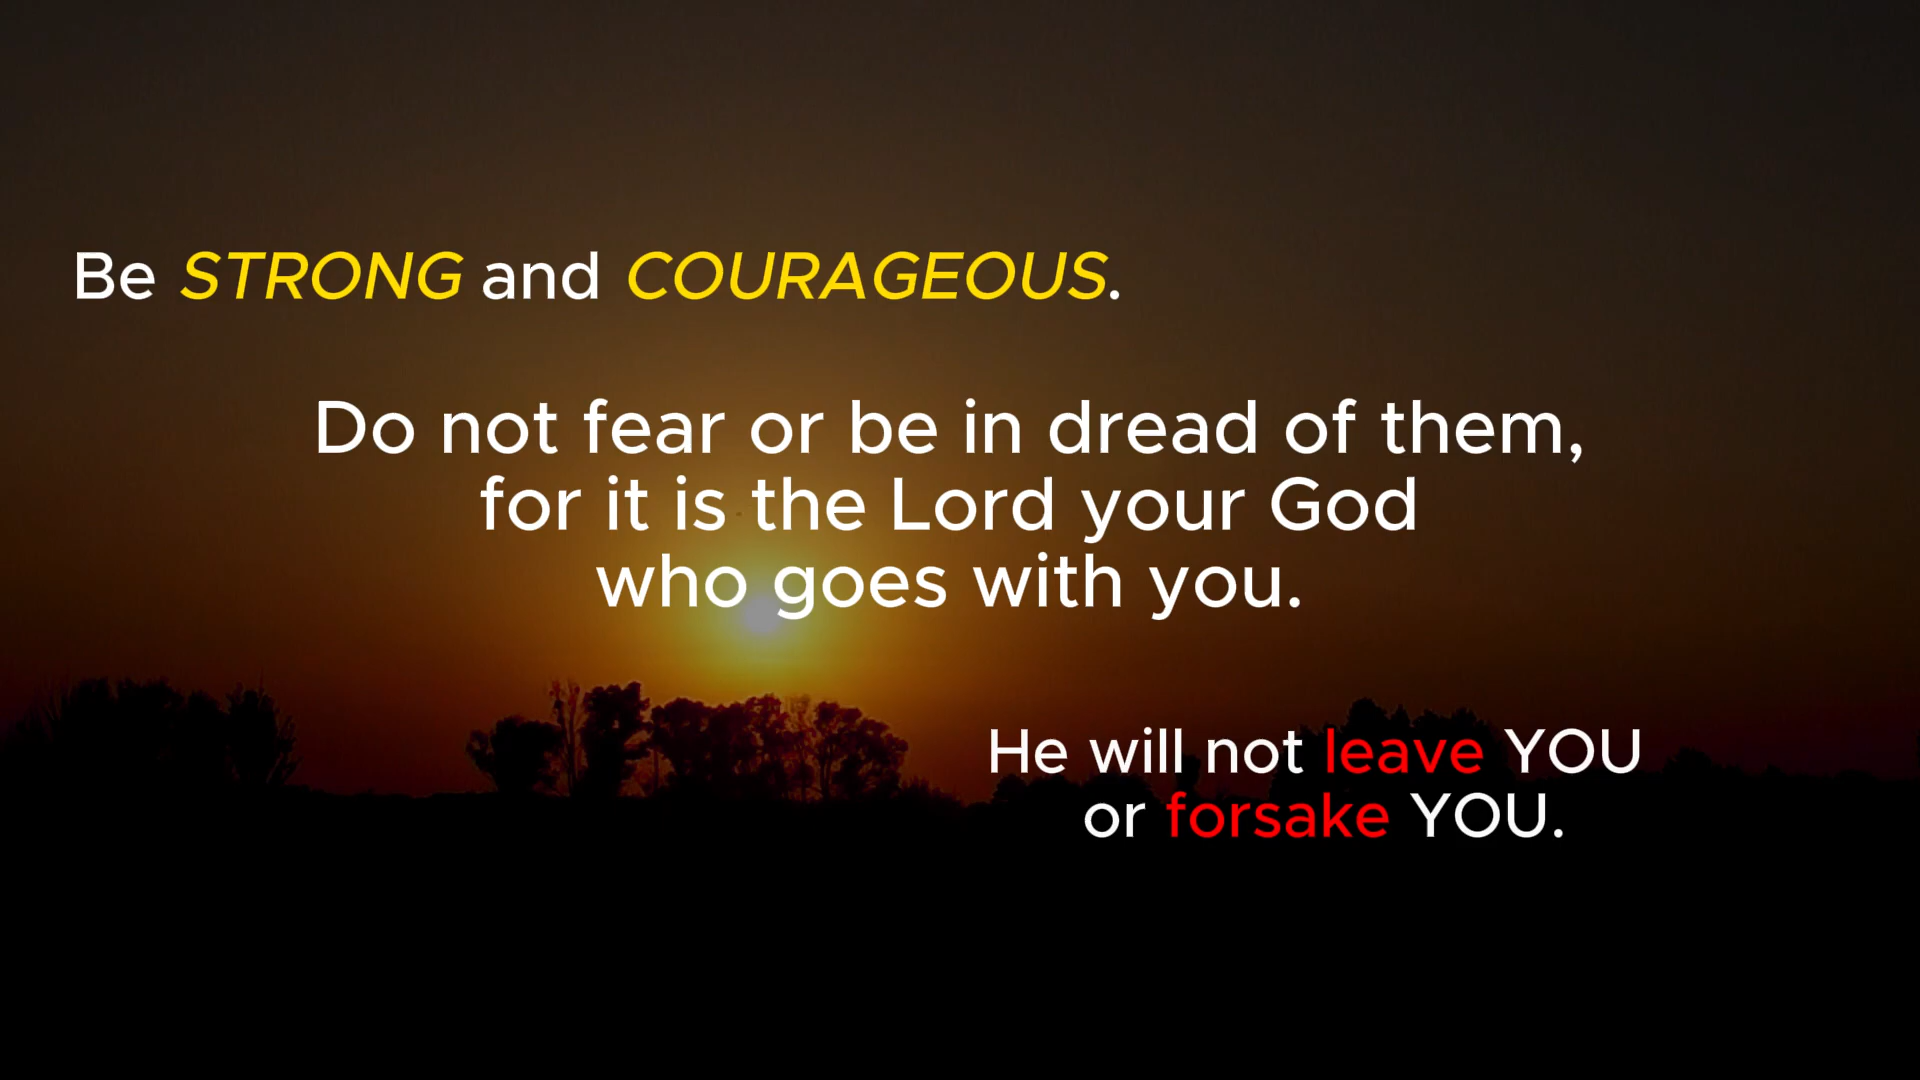 Be STRONG and COURAGEOUS.
Do not fear or be in dread of them,
for it is the Lord your God
who goes with you.
He will not leave YOU
or forsake YOU.